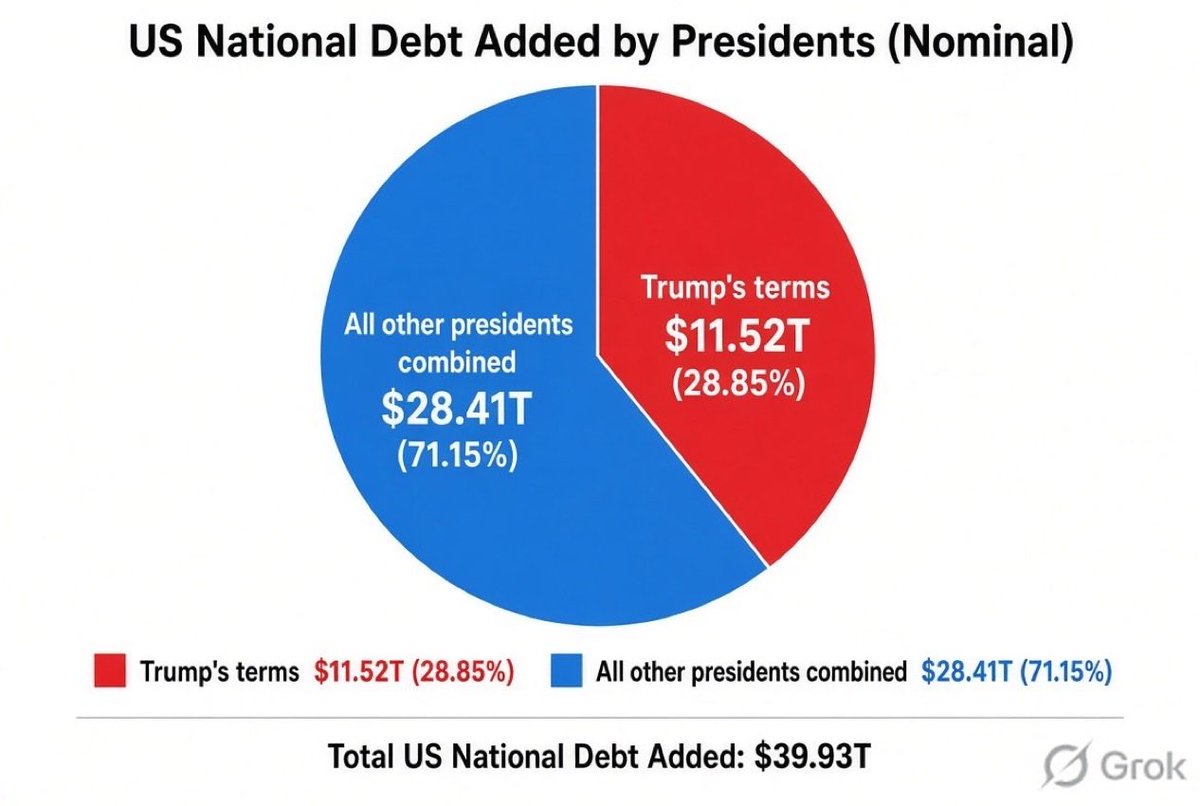 US National Debt Added by Presidents (Nominal)
All other presidents
combined
$28.41T
(71.15%)
Trump's terms
$11.52T
(28.85%)
Trump's terms $11.52T (28.85%) All other presidents combined $28.41T (71.15%)
Total US National Debt Added: $39.93T
Grok